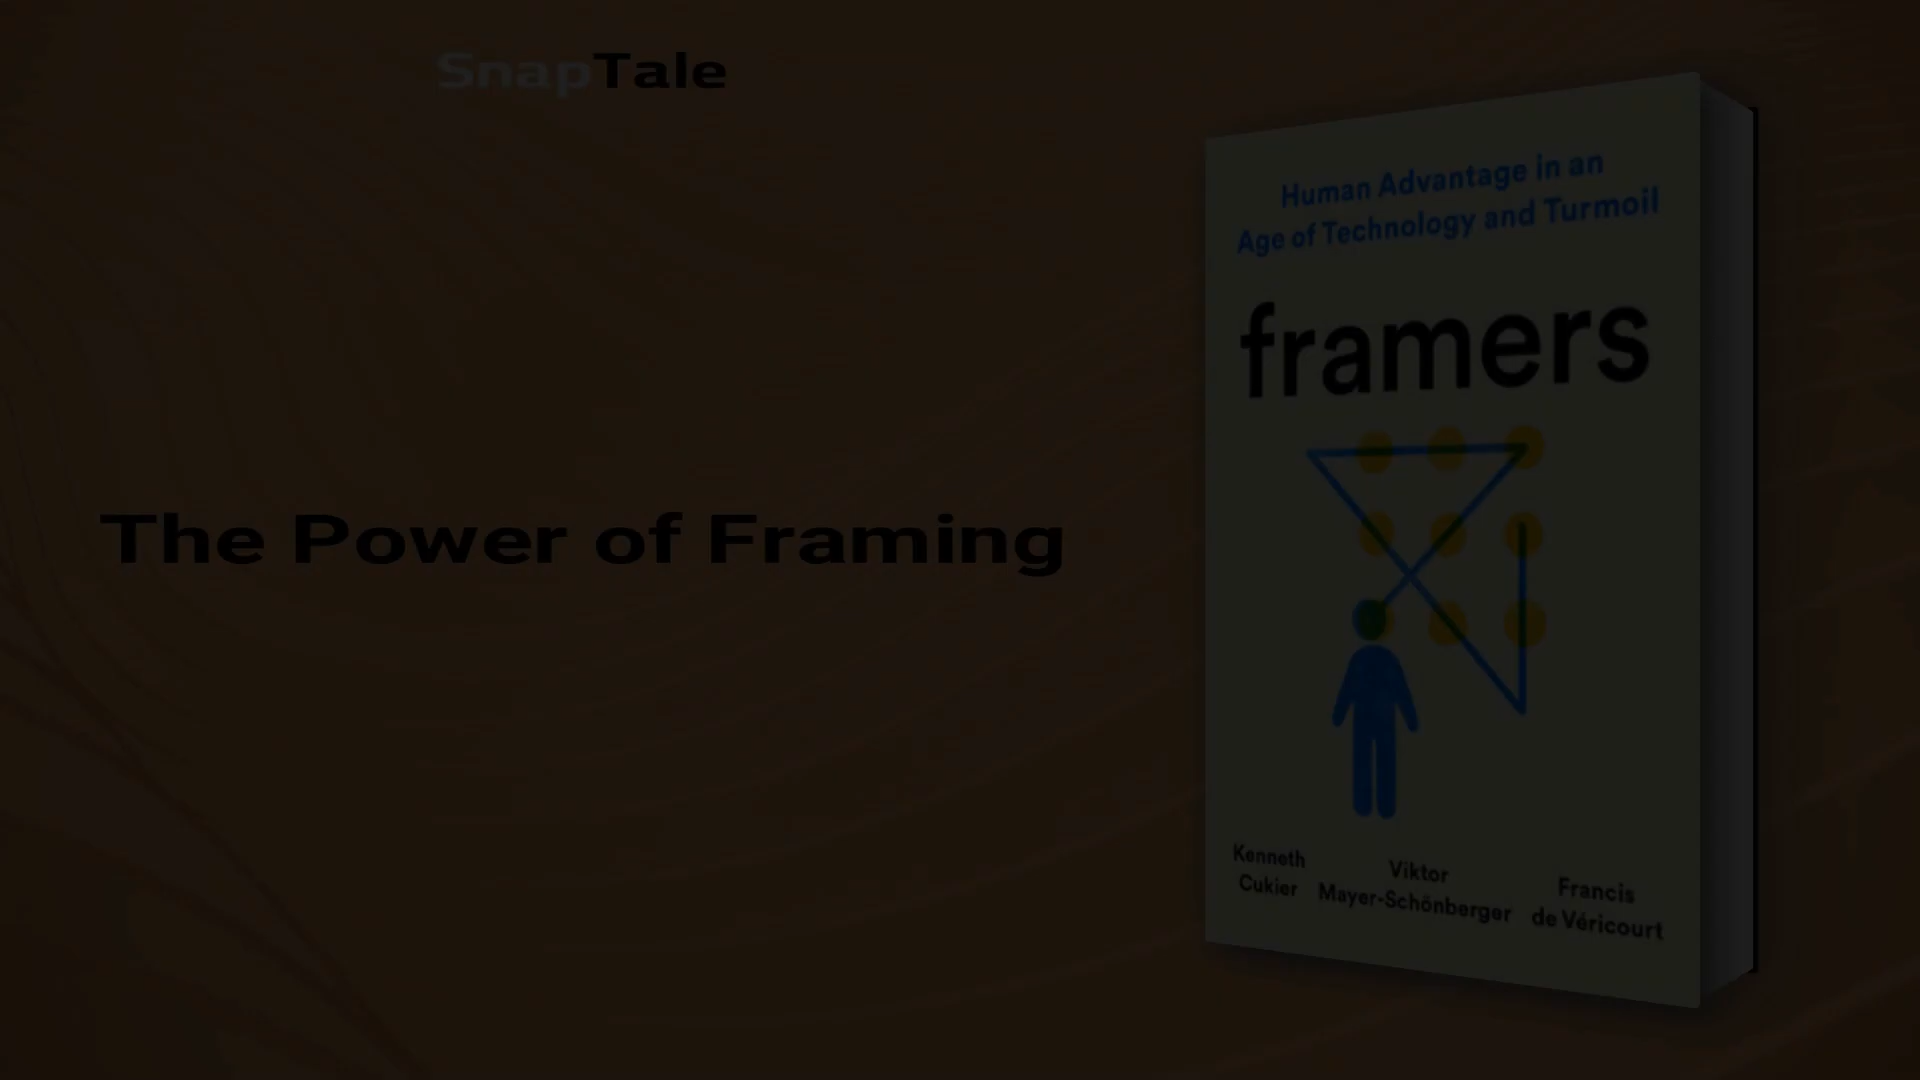 SnapTale
The Power of Framing
Human Advantage in an
Age of Technology and Turmoil
framers
Kenneth
Cukier
Viktor
Mayer-Schönberger
Francis
de Véricourt